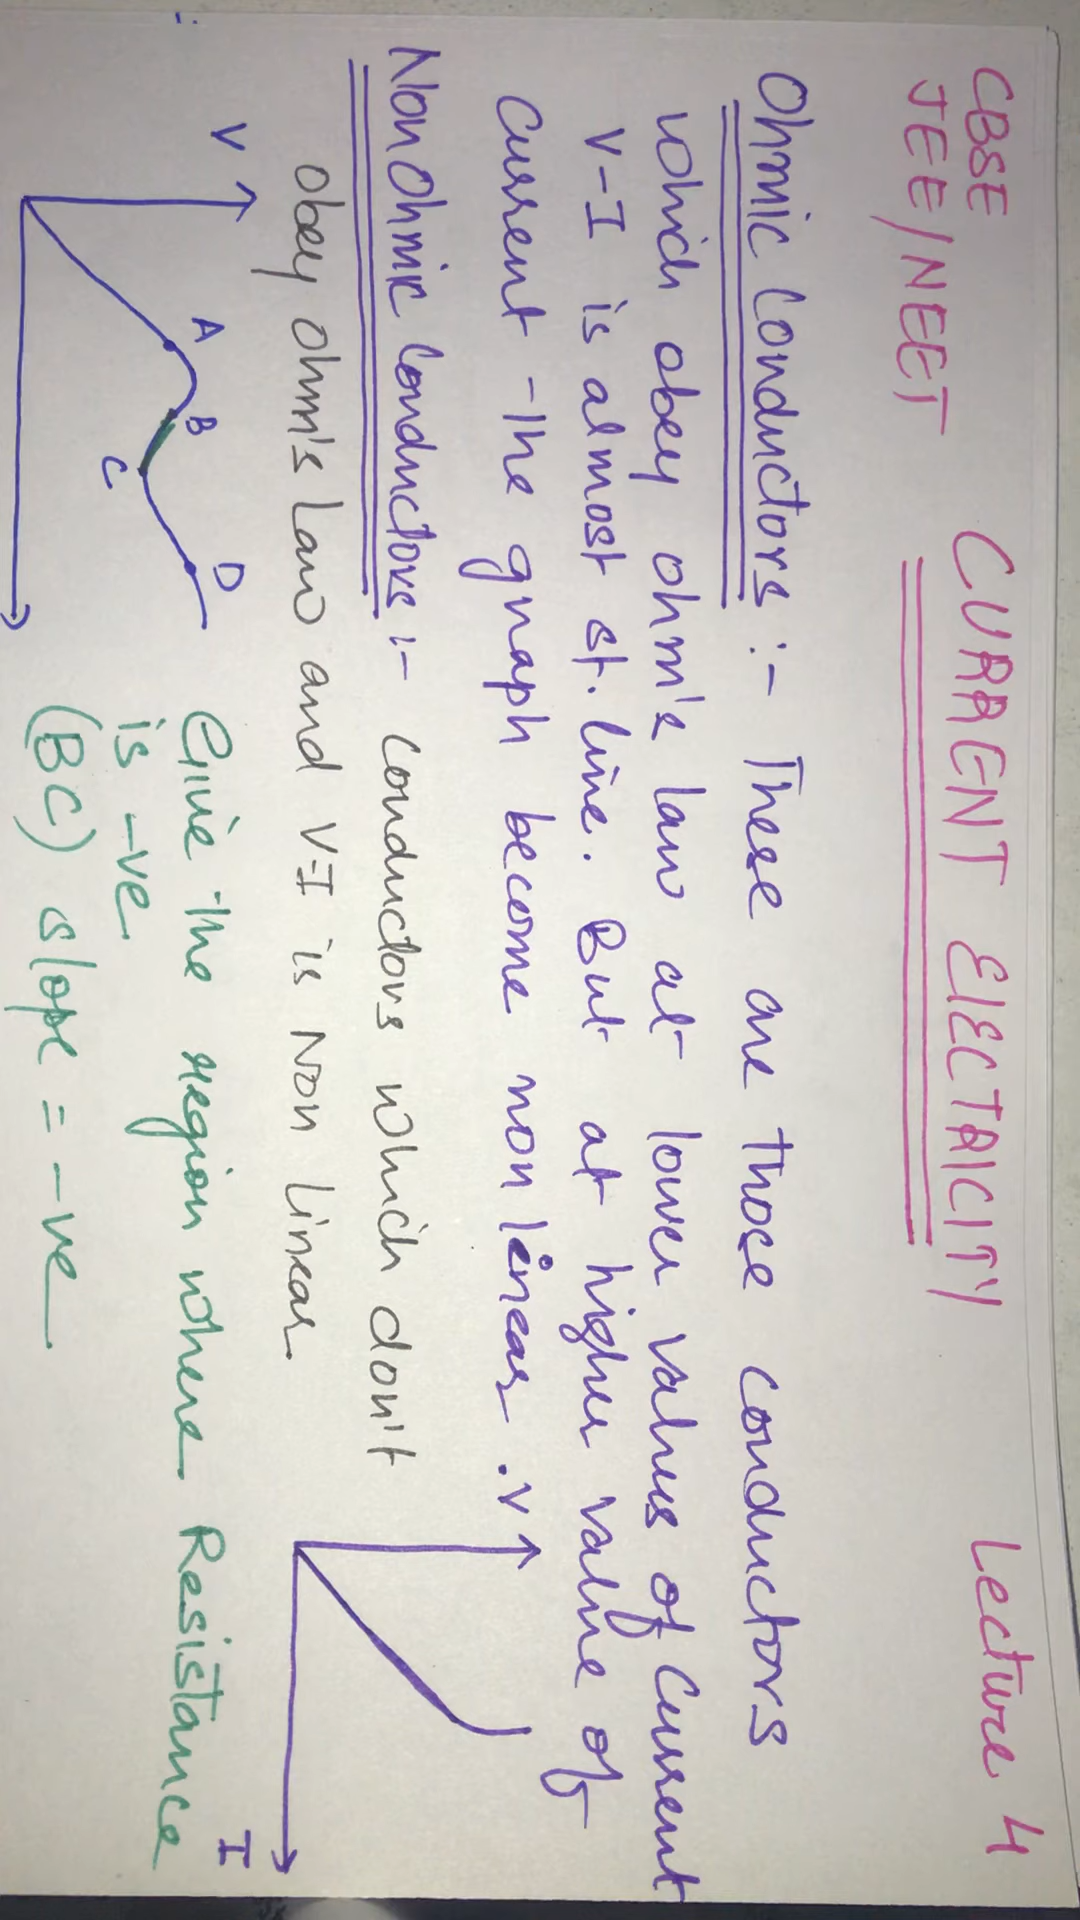 CBSE
JEE/NEET
CURRENT ElECTRICITY
Lecture 4
Ohmic Conductors :- These are those conductors
which obey ohm's law at lower values of current
V-I is almost st. line. But at higher value of
current the graph become non linear.
V
I
Non Ohmic Conductors :- Conductors which don't
obey ohm's Law and V-I is Non Linear
V
A
B
C
D
Give the region where Resistance
is -ve
(BC) slope = -ve